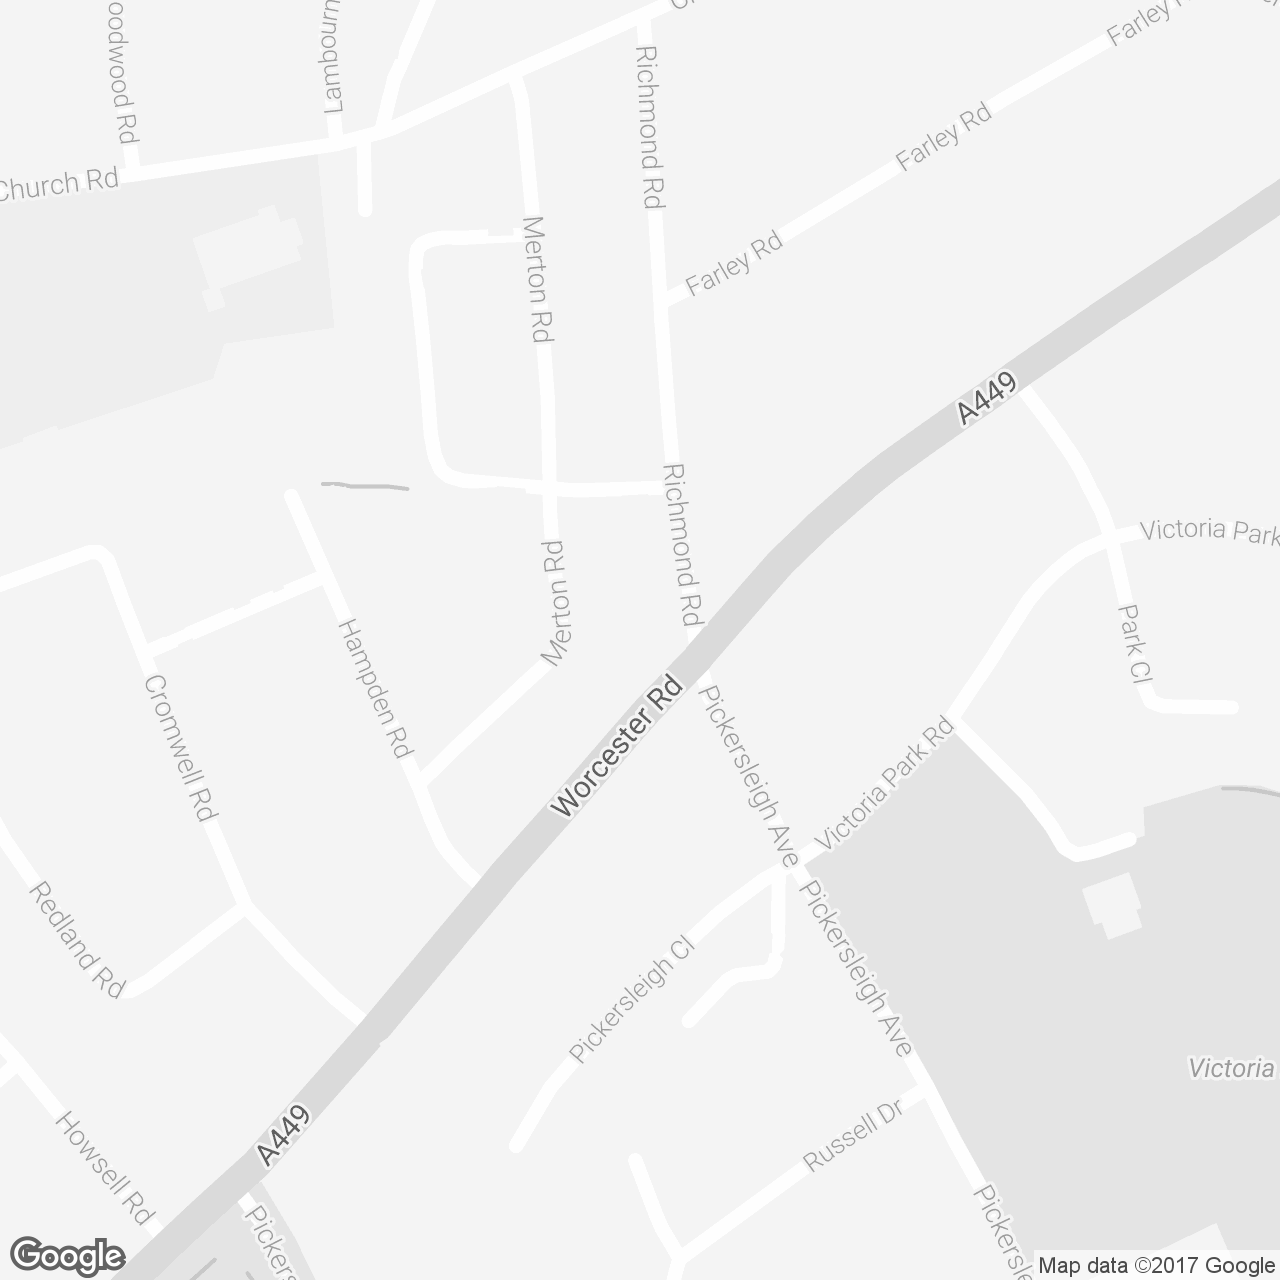 Farley Rd
Richmond Rd
Church Rd
Farley Rd
Merton Rd
Farley Rd
A449
Richmond Rd
Victoria Park
Merton Rd
Park Cl
Hampden Rd
Cromwell Rd
Worcester Rd
Pickersleigh Ave
Victoria Park Rd
Redland Rd
Pickersleigh Ave
Pickersleigh Cl
Victoria
Russell Dr
A449
Howsell Rd
Google
Map data ©2017 Google